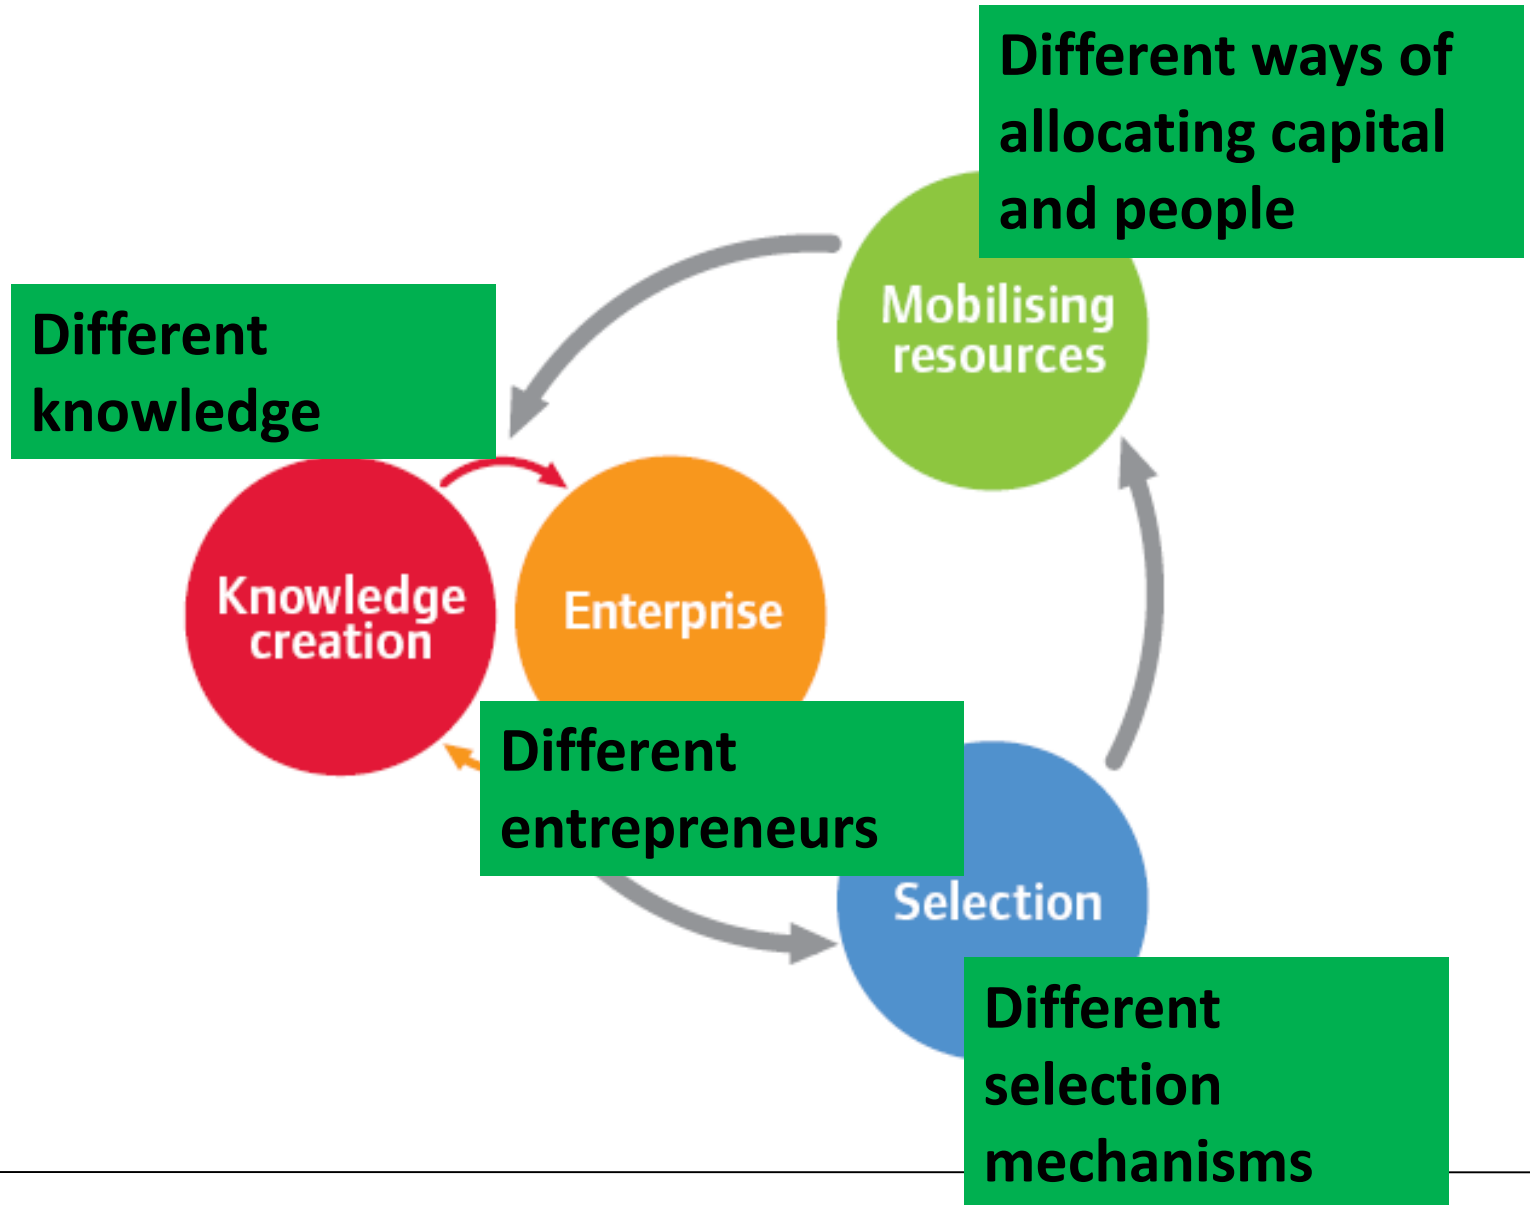 Different ways of
allocating capital
and people
Mobilising
resources
Different
knowledge
Knowledge
creation
Enterprise
Different
entrepreneurs
Selection
Different
selection
mechanisms